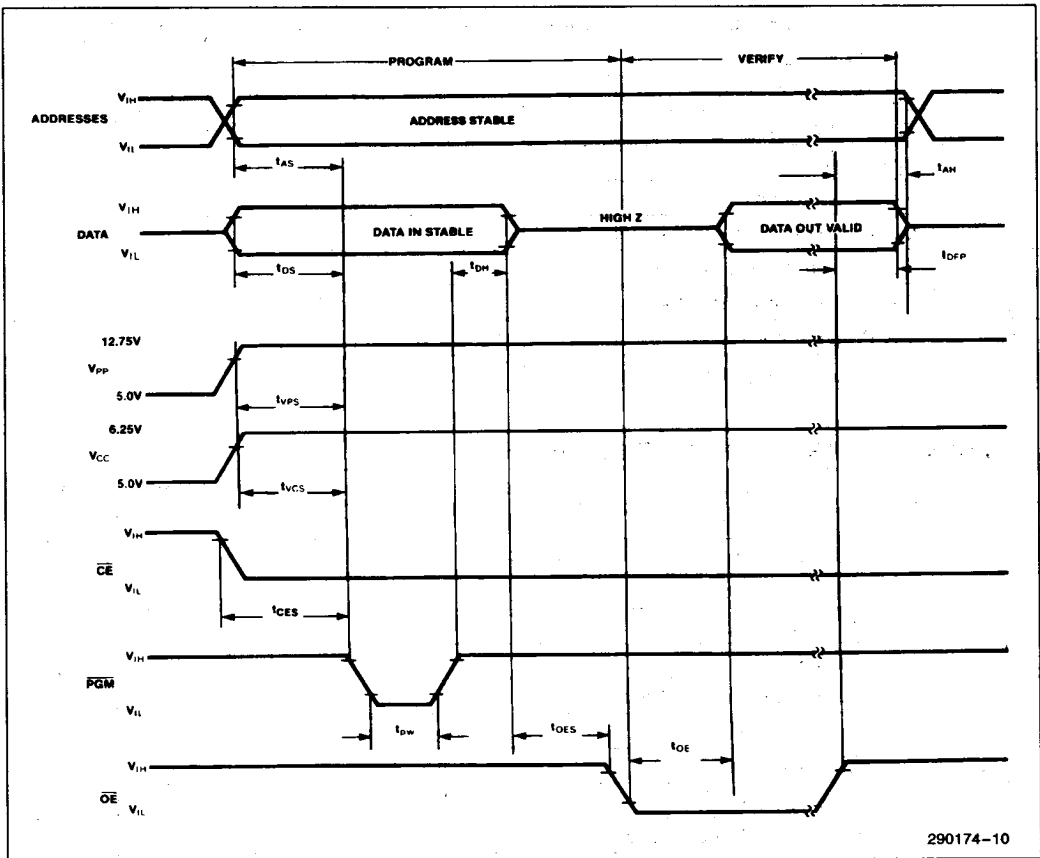 PROGRAM
VERIFY
VIH
ADDRESSES
ADDRESS STABLE
VIL
tAS
tAH
VIH
HIGH Z
DATA
DATA IN STABLE
DATA OUT VALID
VIL
tDS
tDH
tDFP
12.75V
VPP
5.0V
tVPS
6.25V
VCC
5.0V
tVCS
VIH
CE
VIL
tCES
VIH
PGM
VIL
tPW
tOES
tOE
VIH
OE
VIL
290174-10